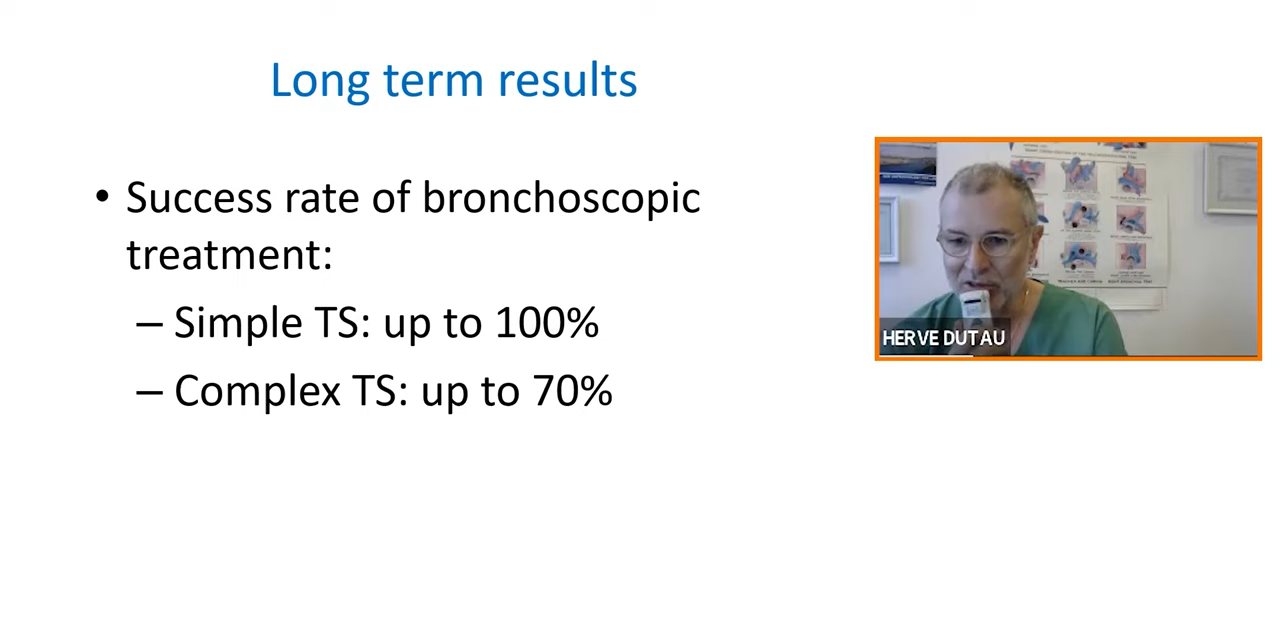 Long term results
• Success rate of bronchoscopic
treatment:
– Simple TS: up to 100%
– Complex TS: up to 70%
HERVE DUTAU